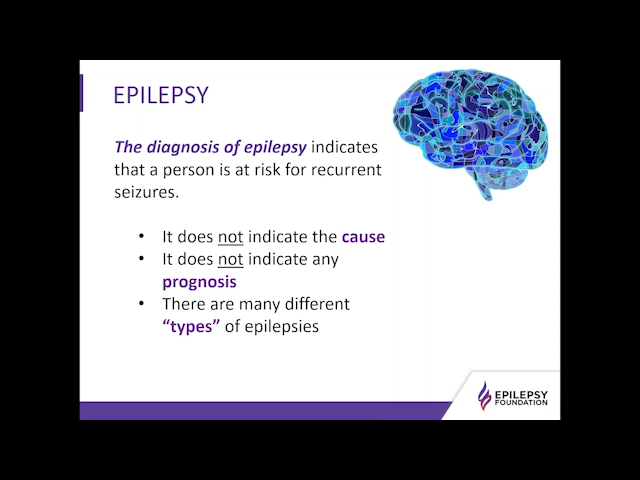 EPILEPSY
The diagnosis of epilepsy indicates
that a person is at risk for recurrent
seizures.
• It does not indicate the cause
• It does not indicate any
prognosis
• There are many different
“types” of epilepsies
EPILEPSY
FOUNDATION